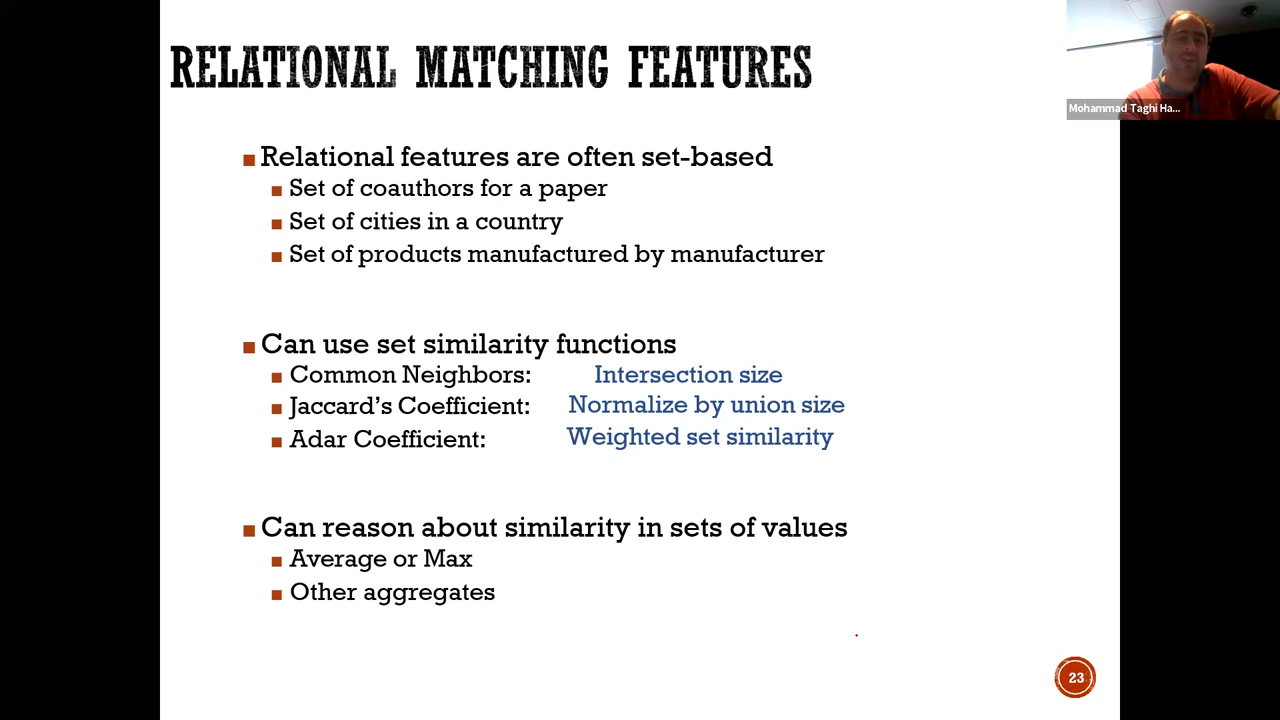 RELATIONAL MATCHING FEATURES
Mohammad Taghi Ha...
Relational features are often set-based
Set of coauthors for a paper
Set of cities in a country
Set of products manufactured by manufacturer
Can use set similarity functions
Common Neighbors: Intersection size
Jaccard's Coefficient: Normalize by union size
Adar Coefficient: Weighted set similarity
Can reason about similarity in sets of values
Average or Max
Other aggregates
23